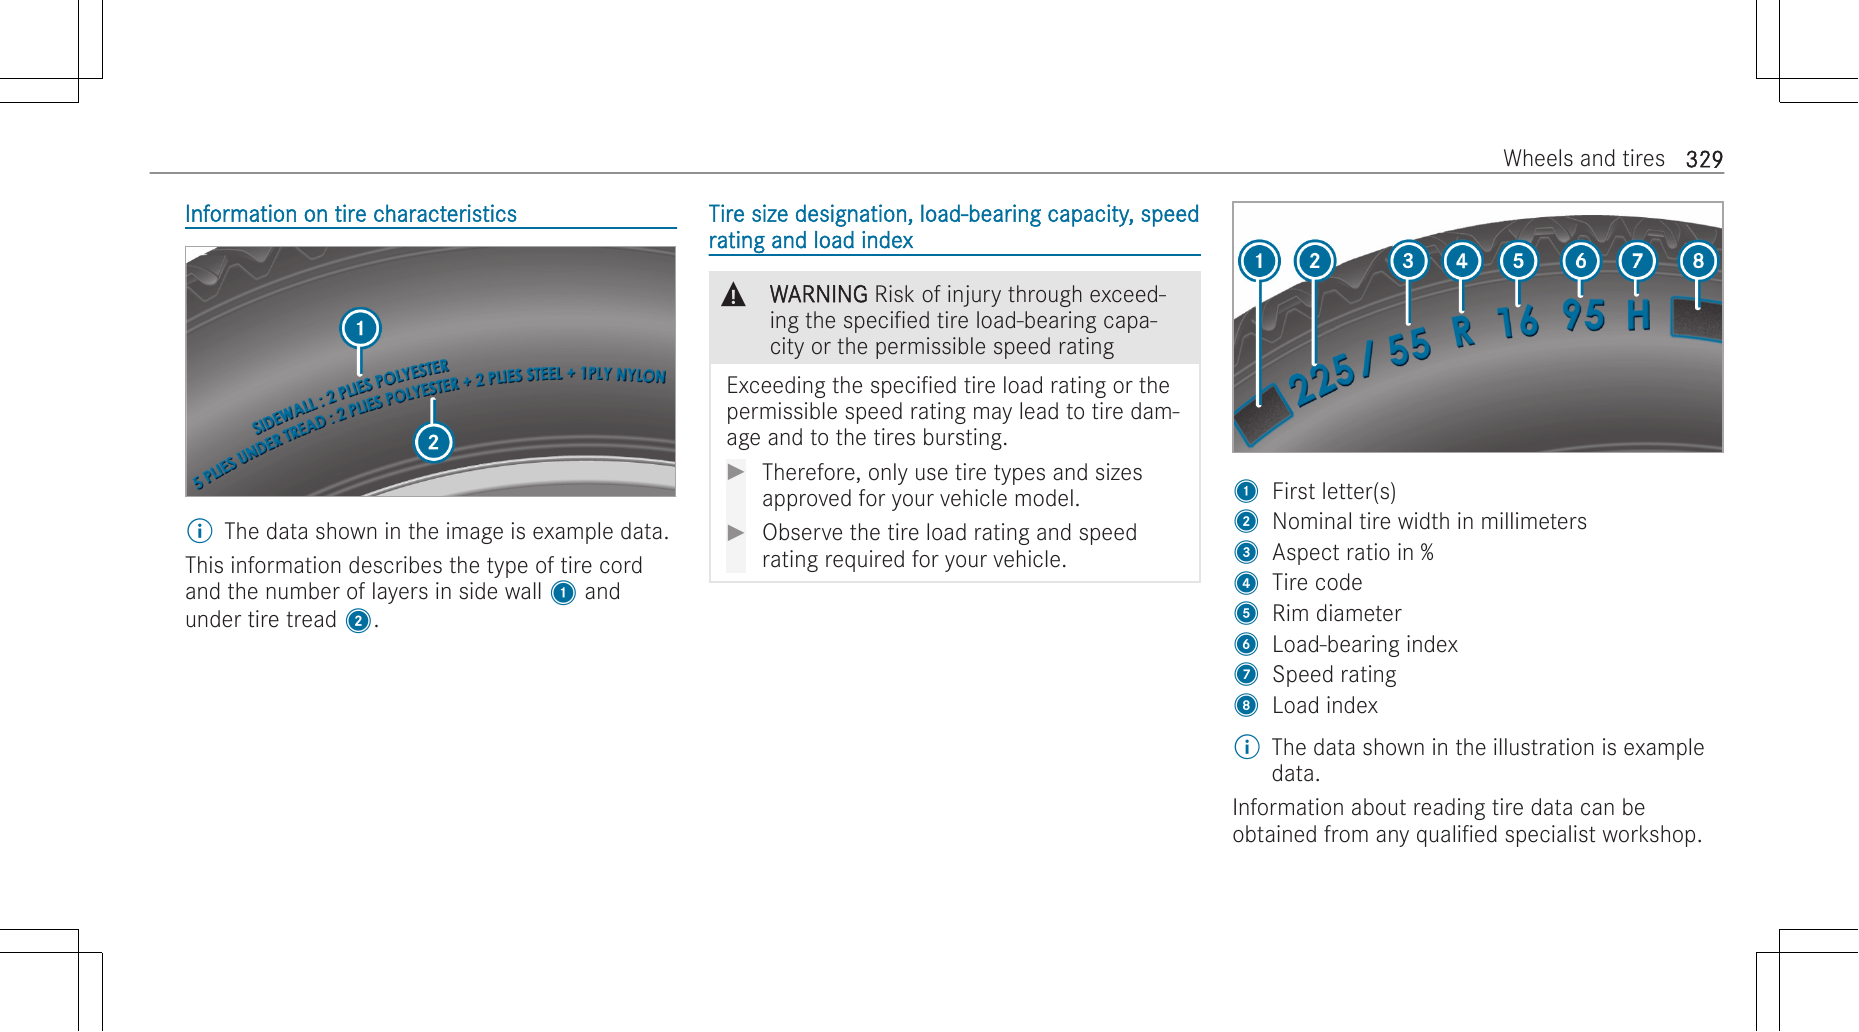 Wheels and tires 329
Information on tire characteristics
1
SIDEWALL : 2 PLIES POLYESTER
5 PLIES UNDER TREAD : 2 PLIES POLYESTER + 2 PLIES STEEL + 1PLY NYLON
2
i The data shown in the image is example data.
This information describes the type of tire cord
and the number of layers in side wall 1 and
under tire tread 2.
Tire size designation, load-bearing capacity, speed
rating and load index
WARNING Risk of injury through exceed-
ing the specified tire load-bearing capa-
city or the permissible speed rating
Exceeding the specified tire load rating or the
permissible speed rating may lead to tire dam-
age and to the tires bursting.
▶ Therefore, only use tire types and sizes
approved for your vehicle model.
▶ Observe the tire load rating and speed
rating required for your vehicle.
1 2 3 4 5 6 7 8
225 / 55 R 16 95 H
1 First letter(s)
2 Nominal tire width in millimeters
3 Aspect ratio in %
4 Tire code
5 Rim diameter
6 Load-bearing index
7 Speed rating
8 Load index
i The data shown in the illustration is example
data.
Information about reading tire data can be
obtained from any qualified specialist workshop.